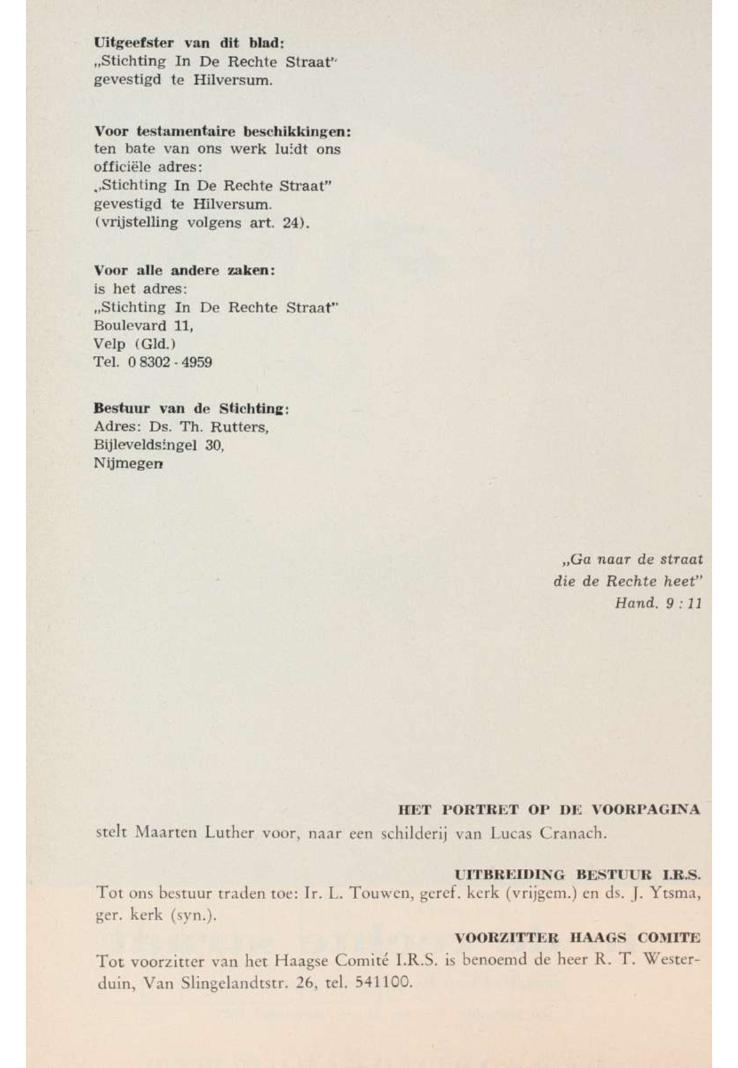 Uitgeefster van dit blad:
„Stichting In De Rechte Straat"
gevestigd te Hilversum.
Voor testamentaire beschikkingen:
ten bate van ons werk luidt ons
officiële adres:
„Stichting In De Rechte Straat”
gevestigd te Hilversum.
(vrijstelling volgens art. 24).
Voor alle andere zaken:
is het adres:
„Stichting In De Rechte Straat”
Boulevard 11,
Velp (Gld.)
Tel. 0 8302 - 4959
Bestuur van de Stichting:
Adres: Ds. Th. Rutters,
Bijleveldsingel 30,
Nijmegen
„Ga naar de straat
die de Rechte heet”
Hand. 9 : 11
HET PORTRET OP DE VOORPAGINA
stelt Maarten Luther voor, naar een schilderij van Lucas Cranach.
UITBREIDING BESTUUR I.R.S.
Tot ons bestuur traden toe: Ir. L. Touwen, geref. kerk (vrijgem.) en ds. J. Ytsma,
ger. kerk (syn.).
VOORZITTER HAAGS COMITE
Tot voorzitter van het Haagse Comité I.R.S. is benoemd de heer R. T. Wester-
duin, Van Slingelandtstr. 26, tel. 541100.